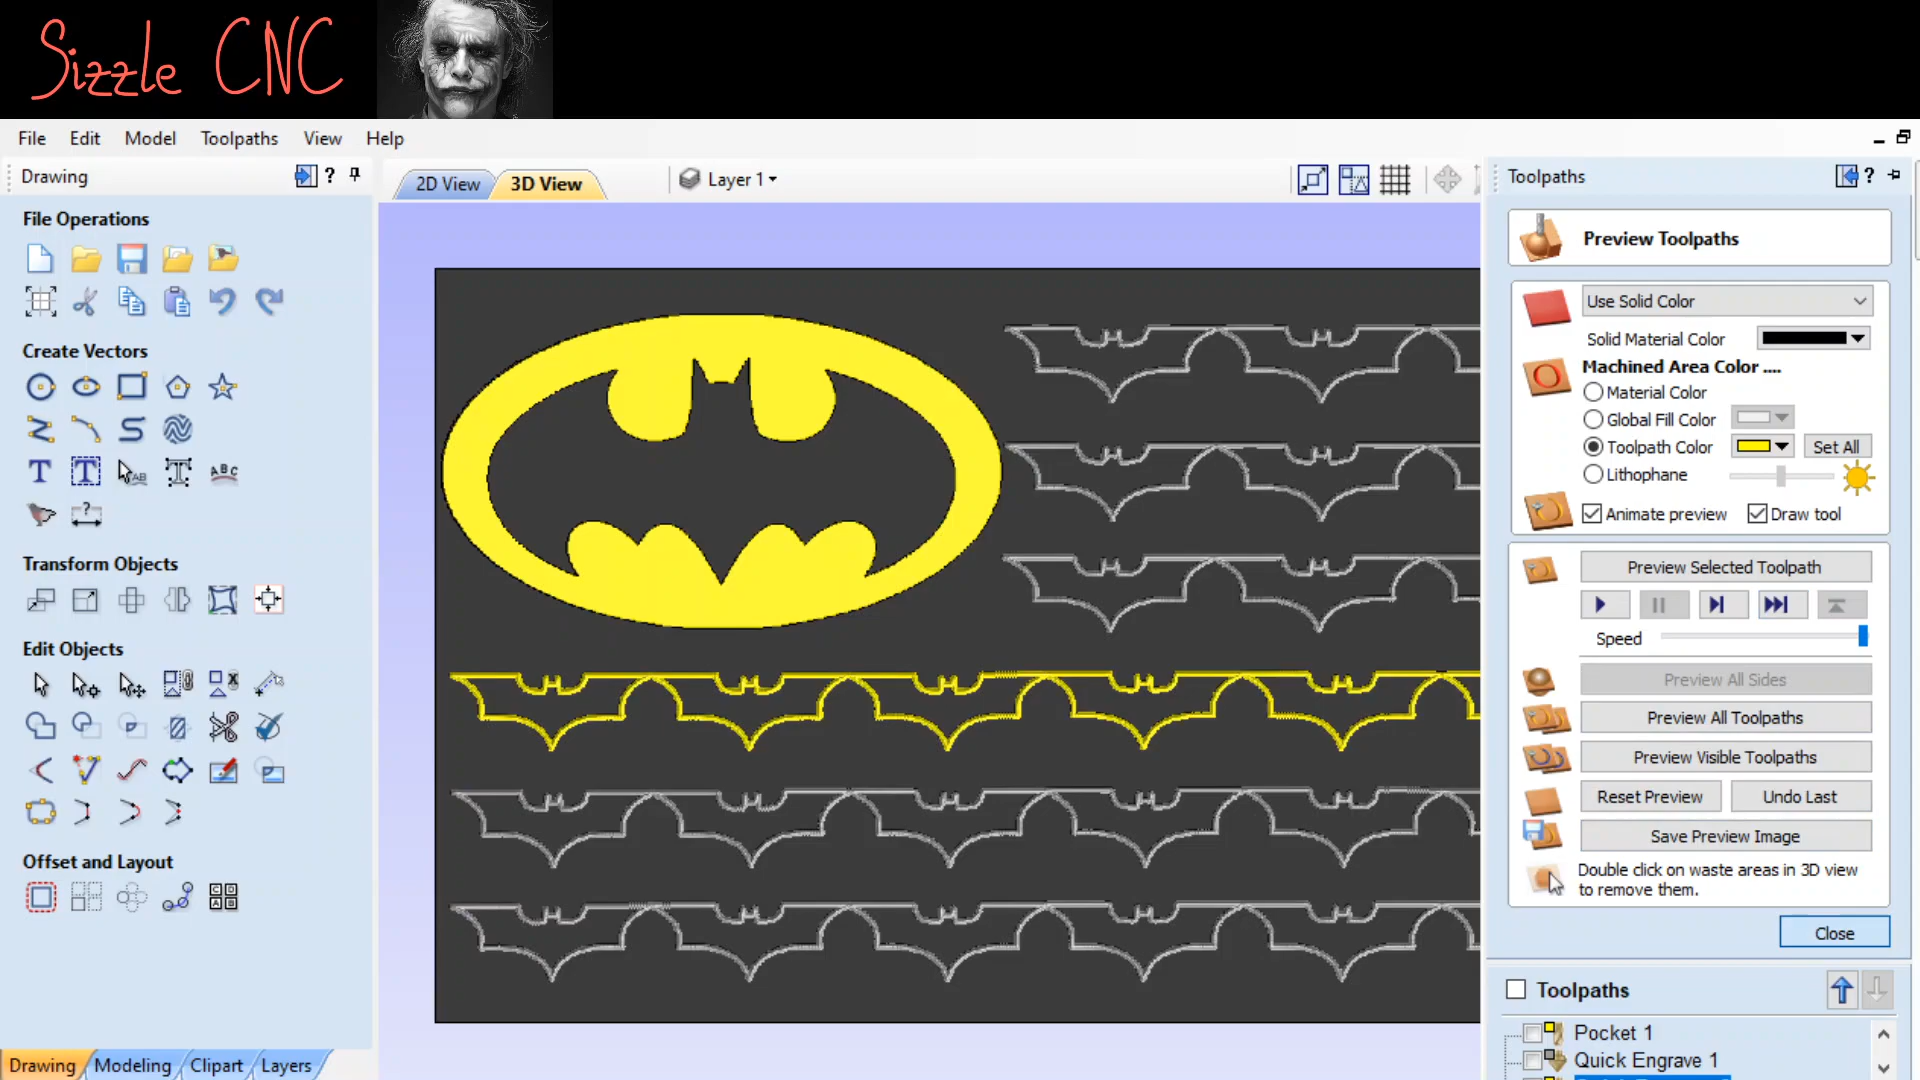 Sizzle CNC
File Edit Model Toolpaths View Help
Drawing ?
2D View 3D View Layer 1
Toolpaths ?
File Operations
Create Vectors
T T AB T ABC
?
Transform Objects
Edit Objects
Offset and Layout
C D A B
Drawing Modeling Clipart Layers
Preview Toolpaths
Use Solid Color
Solid Material Color
Machined Area Color ....
Material Color
Global Fill Color
Toolpath Color Set All
Lithophane
Animate preview Draw tool
Preview Selected Toolpath
Speed
Preview All Sides
Preview All Toolpaths
Preview Visible Toolpaths
Reset Preview Undo Last
Save Preview Image
Double click on waste areas in 3D view
to remove them.
Close
Toolpaths
Pocket 1
Quick Engrave 1